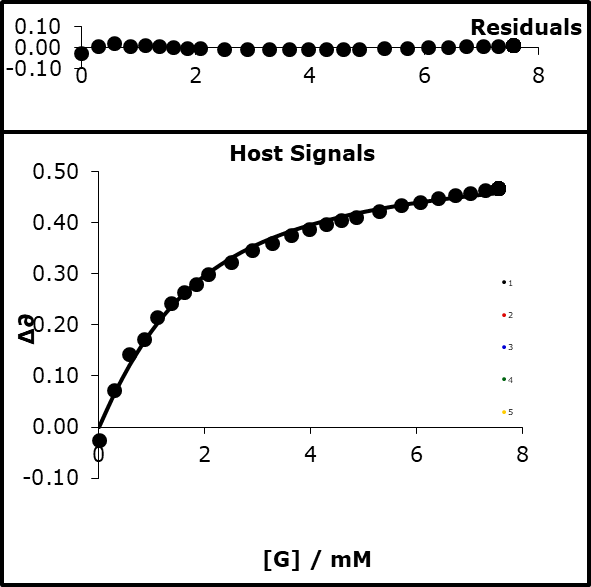 Residuals
0.10
0.00
-0.10
2 4 6 8
Host Signals
0.50
0.40
0.30
0.20
0.10
0.00
-0.10
0 2 4 6 8
Δ∂
1
2
3
4
5
[G] / mM